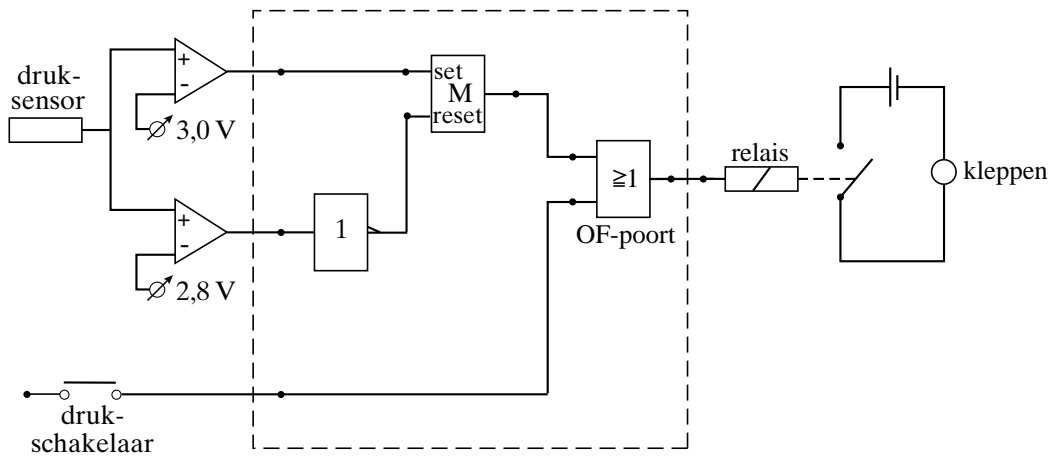 druk-
sensor
+
-
3,0 V
set
M
reset
+
-
2,8 V
1
≧1
OF-poort
relais
kleppen
druk-
schakelaar